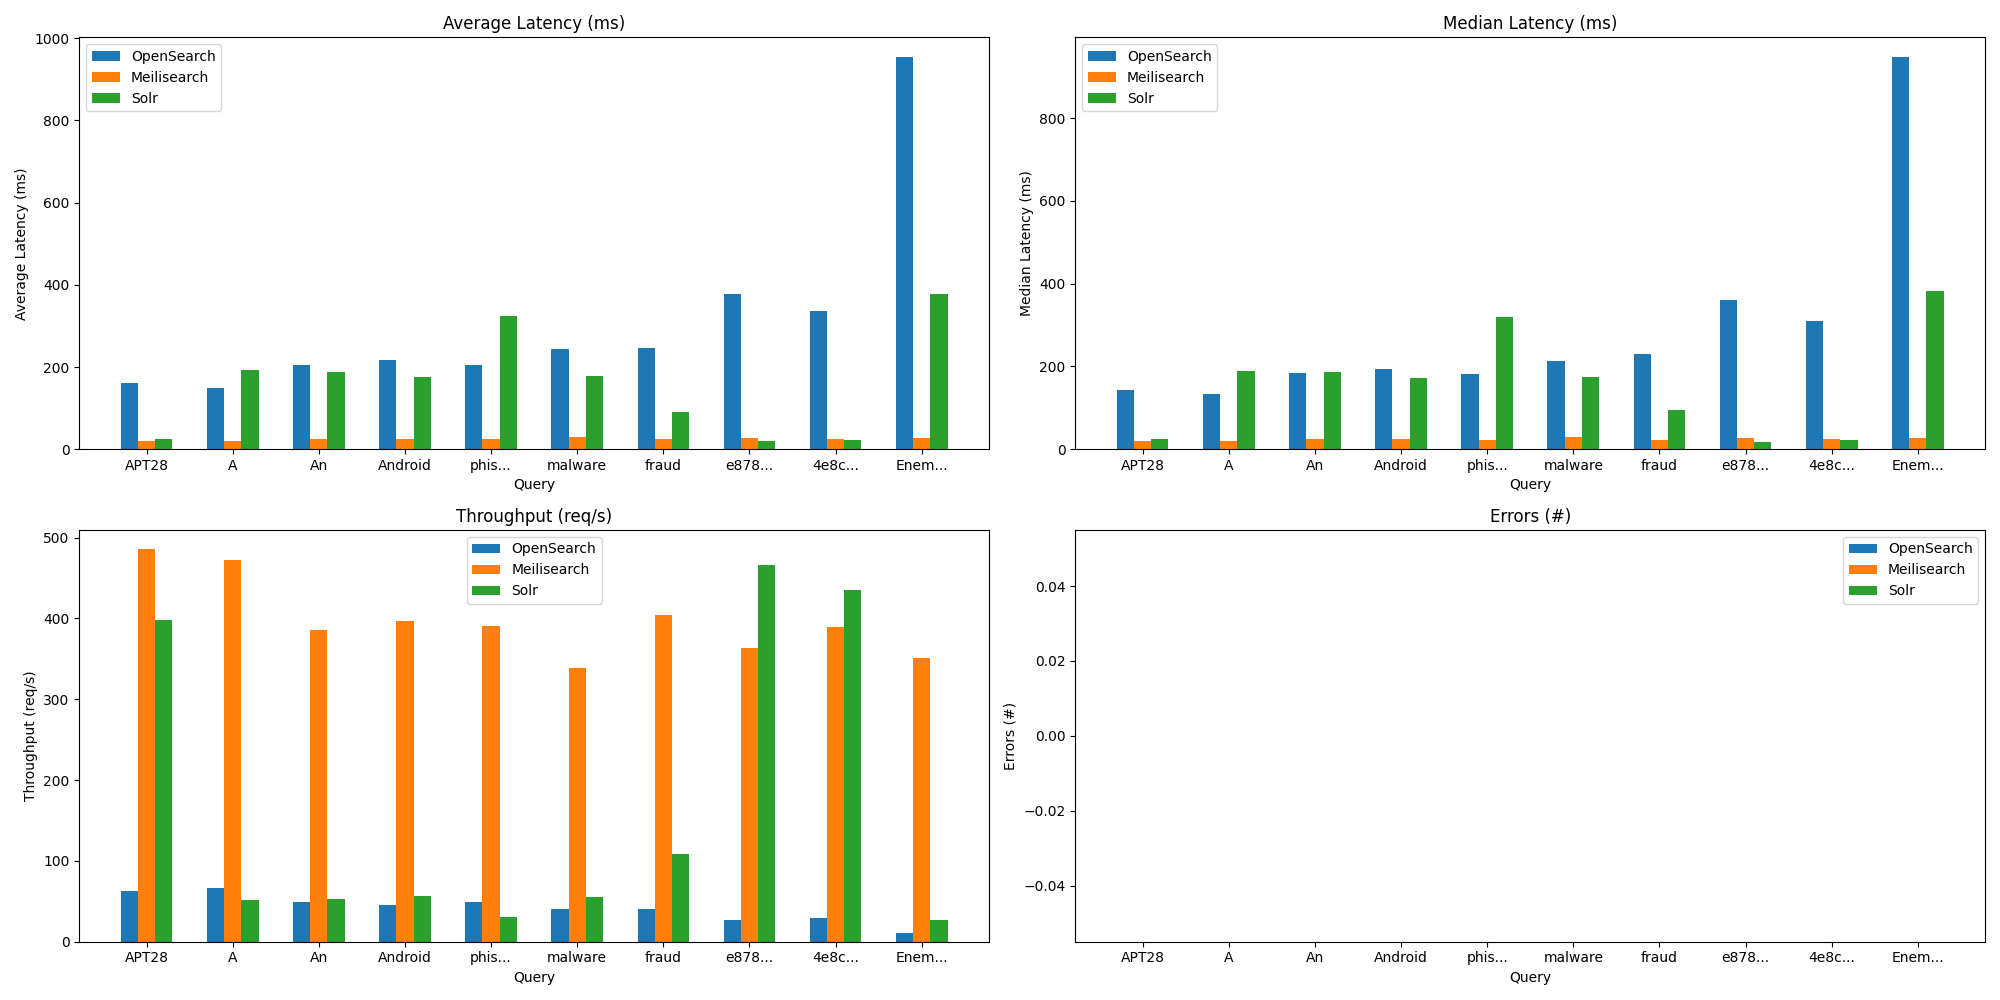 Average Latency (ms)
OpenSearch
Meilisearch
Solr
Average Latency (ms)
1000
800
600
400
200
0
APT28 A An Android phis... malware fraud e878... 4e8c... Enem...
Query
Median Latency (ms)
OpenSearch
Meilisearch
Solr
Median Latency (ms)
800
600
400
200
0
APT28 A An Android phis... malware fraud e878... 4e8c... Enem...
Query
Throughput (req/s)
OpenSearch
Meilisearch
Solr
Throughput (req/s)
500
400
300
200
100
0
APT28 A An Android phis... malware fraud e878... 4e8c... Enem...
Query
Errors (#)
OpenSearch
Meilisearch
Solr
Errors (#)
0.04
0.02
0.00
−0.02
−0.04
APT28 A An Android phis... malware fraud e878... 4e8c... Enem...
Query